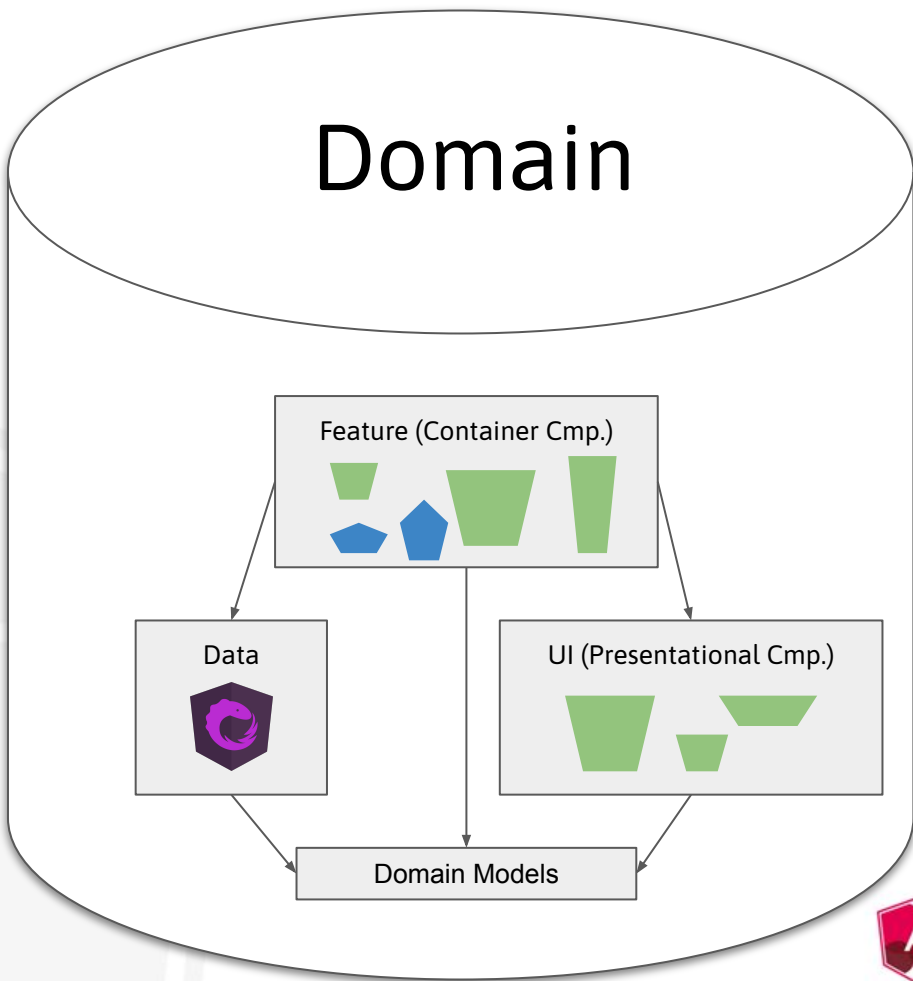 Domain
Feature (Container Cmp.)
Data
UI (Presentational Cmp.)
Domain Models